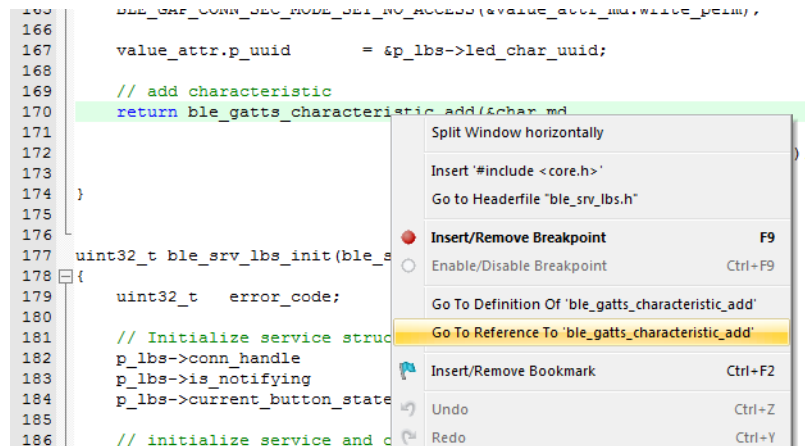 165 BLE_GAP_CONN_SEC_MODE_SET_NO_ACCESS(&value_attr_md.write_perm);
166
167 value_attr.p_uuid = &p_lbs->led_char_uuid;
168
169 // add characteristic
170 return ble_gatts_characteristic_add(&char_md
171
172 )
173
174 }
175
176
177 uint32_t ble_srv_lbs_init(ble_s
178 {
179 uint32_t error_code;
180
181 // Initialize service struc
182 p_lbs->conn_handle
183 p_lbs->is_notifying
184 p_lbs->current_button_state
185
186 // initialize service and c
Split Window horizontally
Insert '#include <core.h>'
Go to Headerfile "ble_srv_lbs.h"
Insert/Remove Breakpoint F9
Enable/Disable Breakpoint Ctrl+F9
Go To Definition Of 'ble_gatts_characteristic_add'
Go To Reference To 'ble_gatts_characteristic_add'
Insert/Remove Bookmark Ctrl+F2
Undo Ctrl+Z
Redo Ctrl+Y